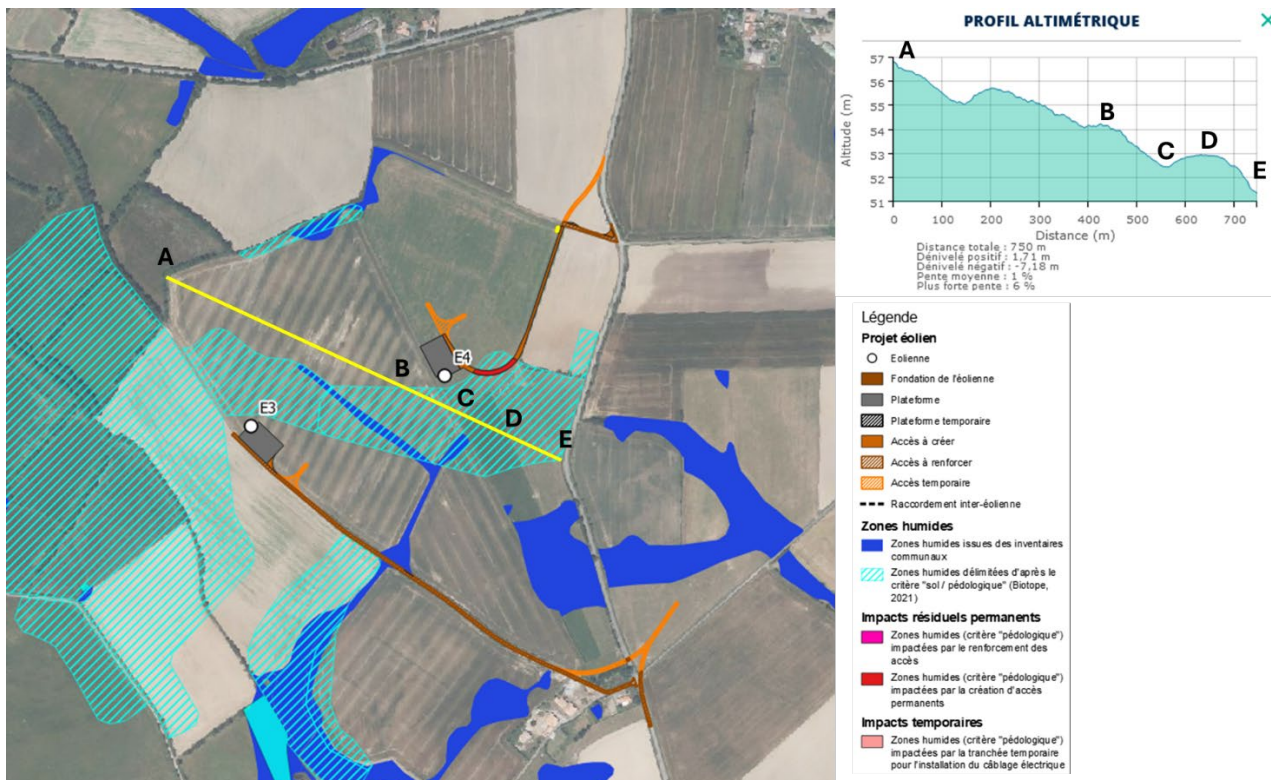 A
B
E4
C
D
E3
E
PROFIL ALTIMÉTRIQUE
×
Altitude (m)
57
56
55
54
53
52
51
A
B
C
D
E
0
100
200
300
400
500
600
700
Distance (m)
Distance totale : 750 m
Dénivelé positif : 1,71 m
Dénivelé négatif : -7,18 m
Pente moyenne : 1 %
Plus forte pente : 6 %
Légende
Projet éolien
Eolienne
Fondation de l'éolienne
Plateforme
Plateforme temporaire
Accès à créer
Accès à renforcer
Accès temporaire
Raccordement inter-éolienne
Zones humides
Zones humides issues des inventaires
communaux
Zones humides délimitées d'après le
critère "sol / pédologique" (Biotope,
2021)
Impacts résiduels permanents
Zones humides (critère "pédologique")
impactées par le renforcement des
accès
Zones humides (critère "pédologique")
impactées par la création d'accès
permanents
Impacts temporaires
Zones humides (critère "pédologique")
impactées par la tranchée temporaire
pour l'installation du câblage électrique